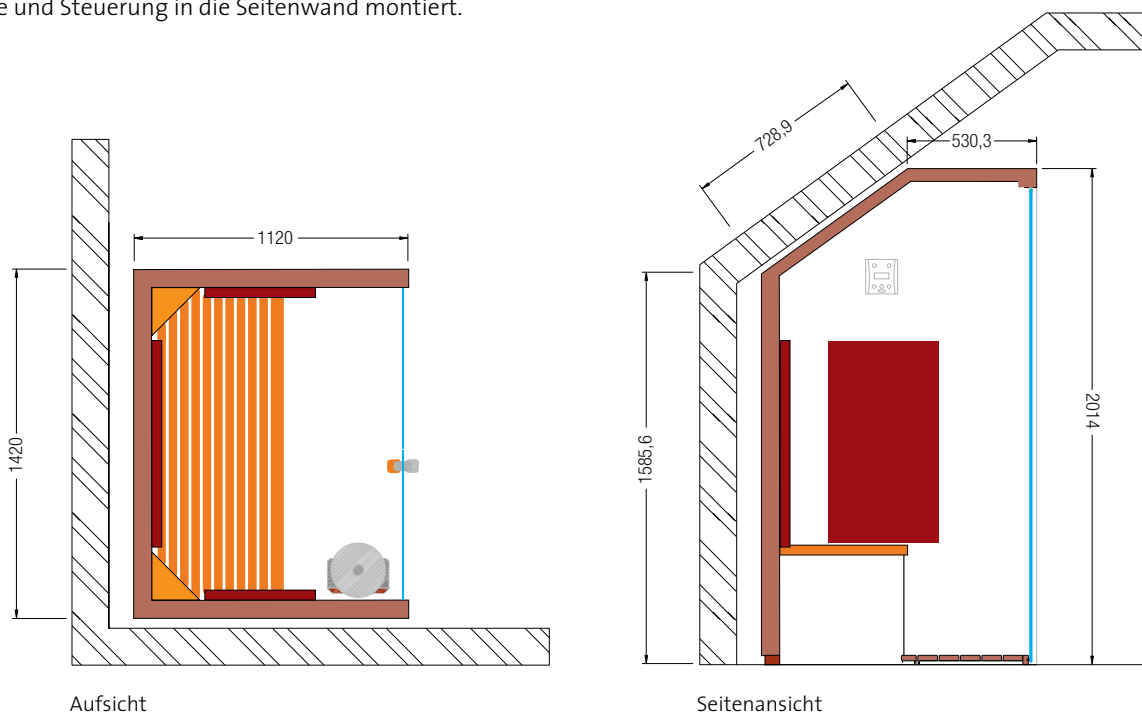 e und Steuerung in die Seitenwand montiert.
728,9
530,3
1120
1420
1585,6
2014
Aufsicht
Seitenansicht